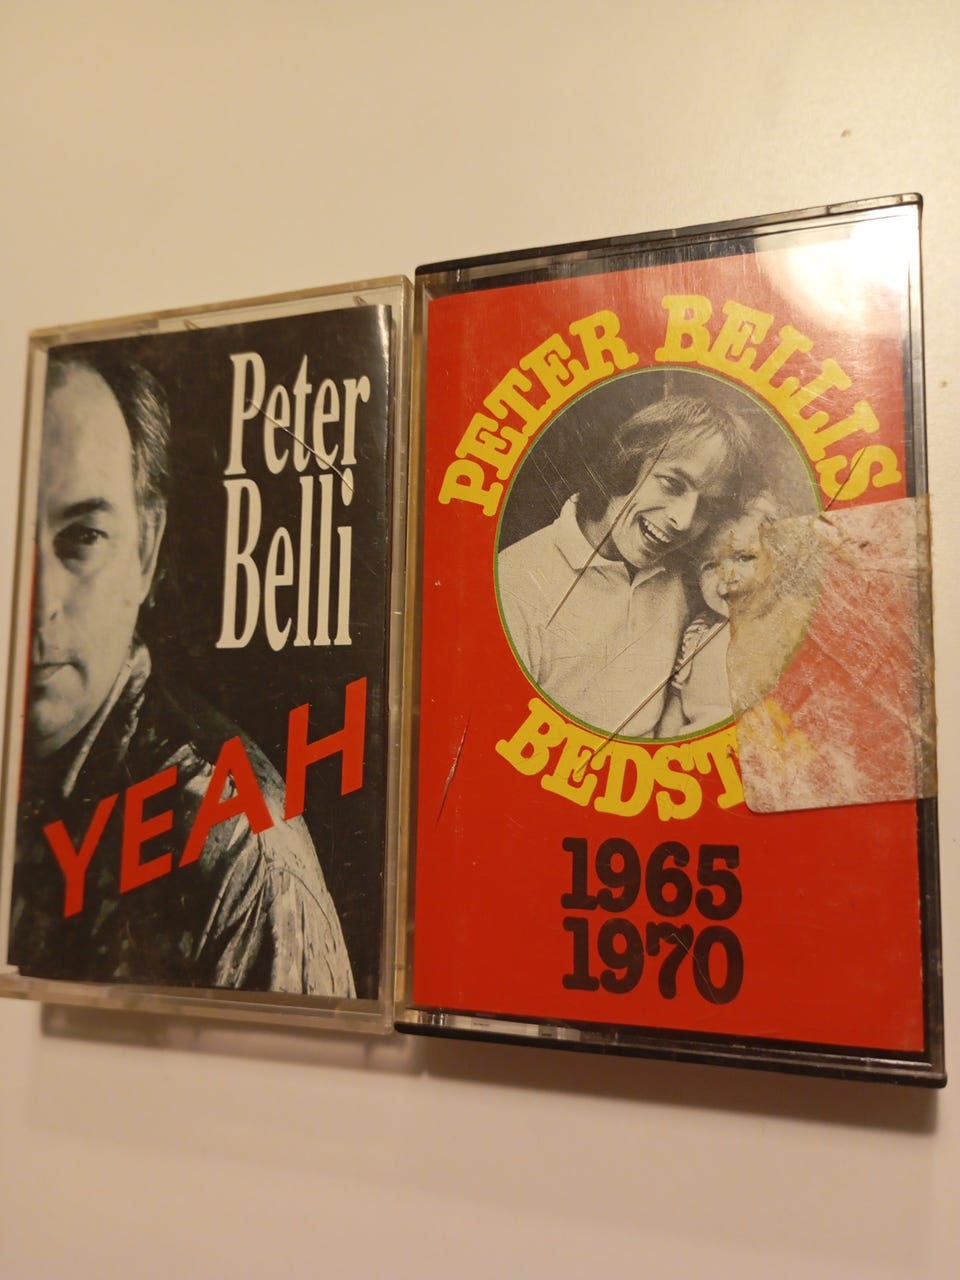 Peter
Belli
YEAH
PETER BELLIS
BEDST
1965
1970